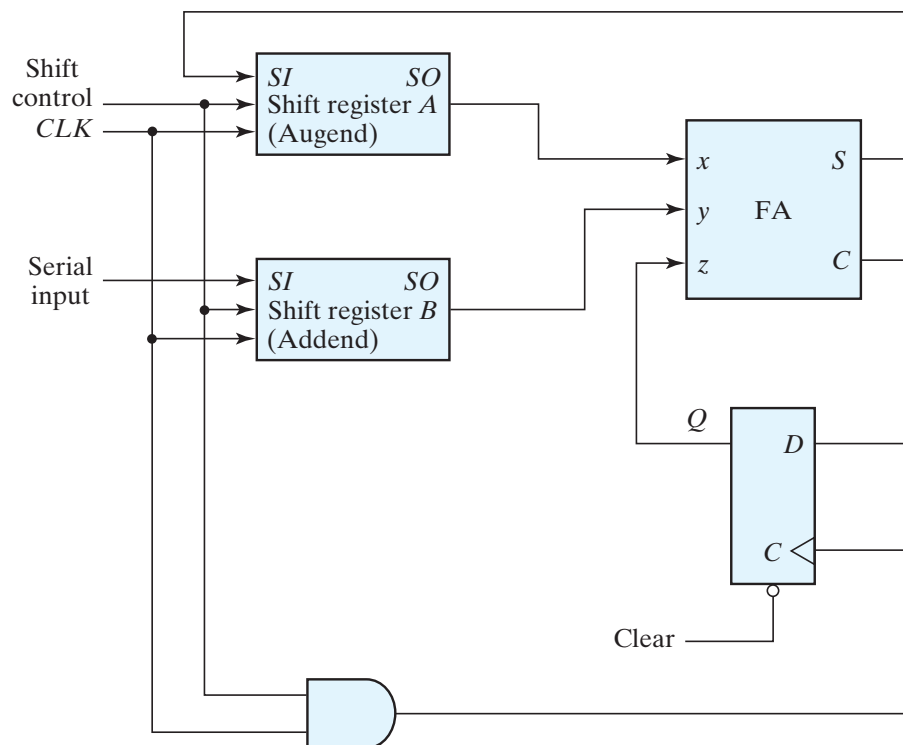 Shift
control
CLK
SI SO
Shift register A
(Augend)
Serial
input
SI SO
Shift register B
(Addend)
x S
y FA
z C
Q
D
C
Clear